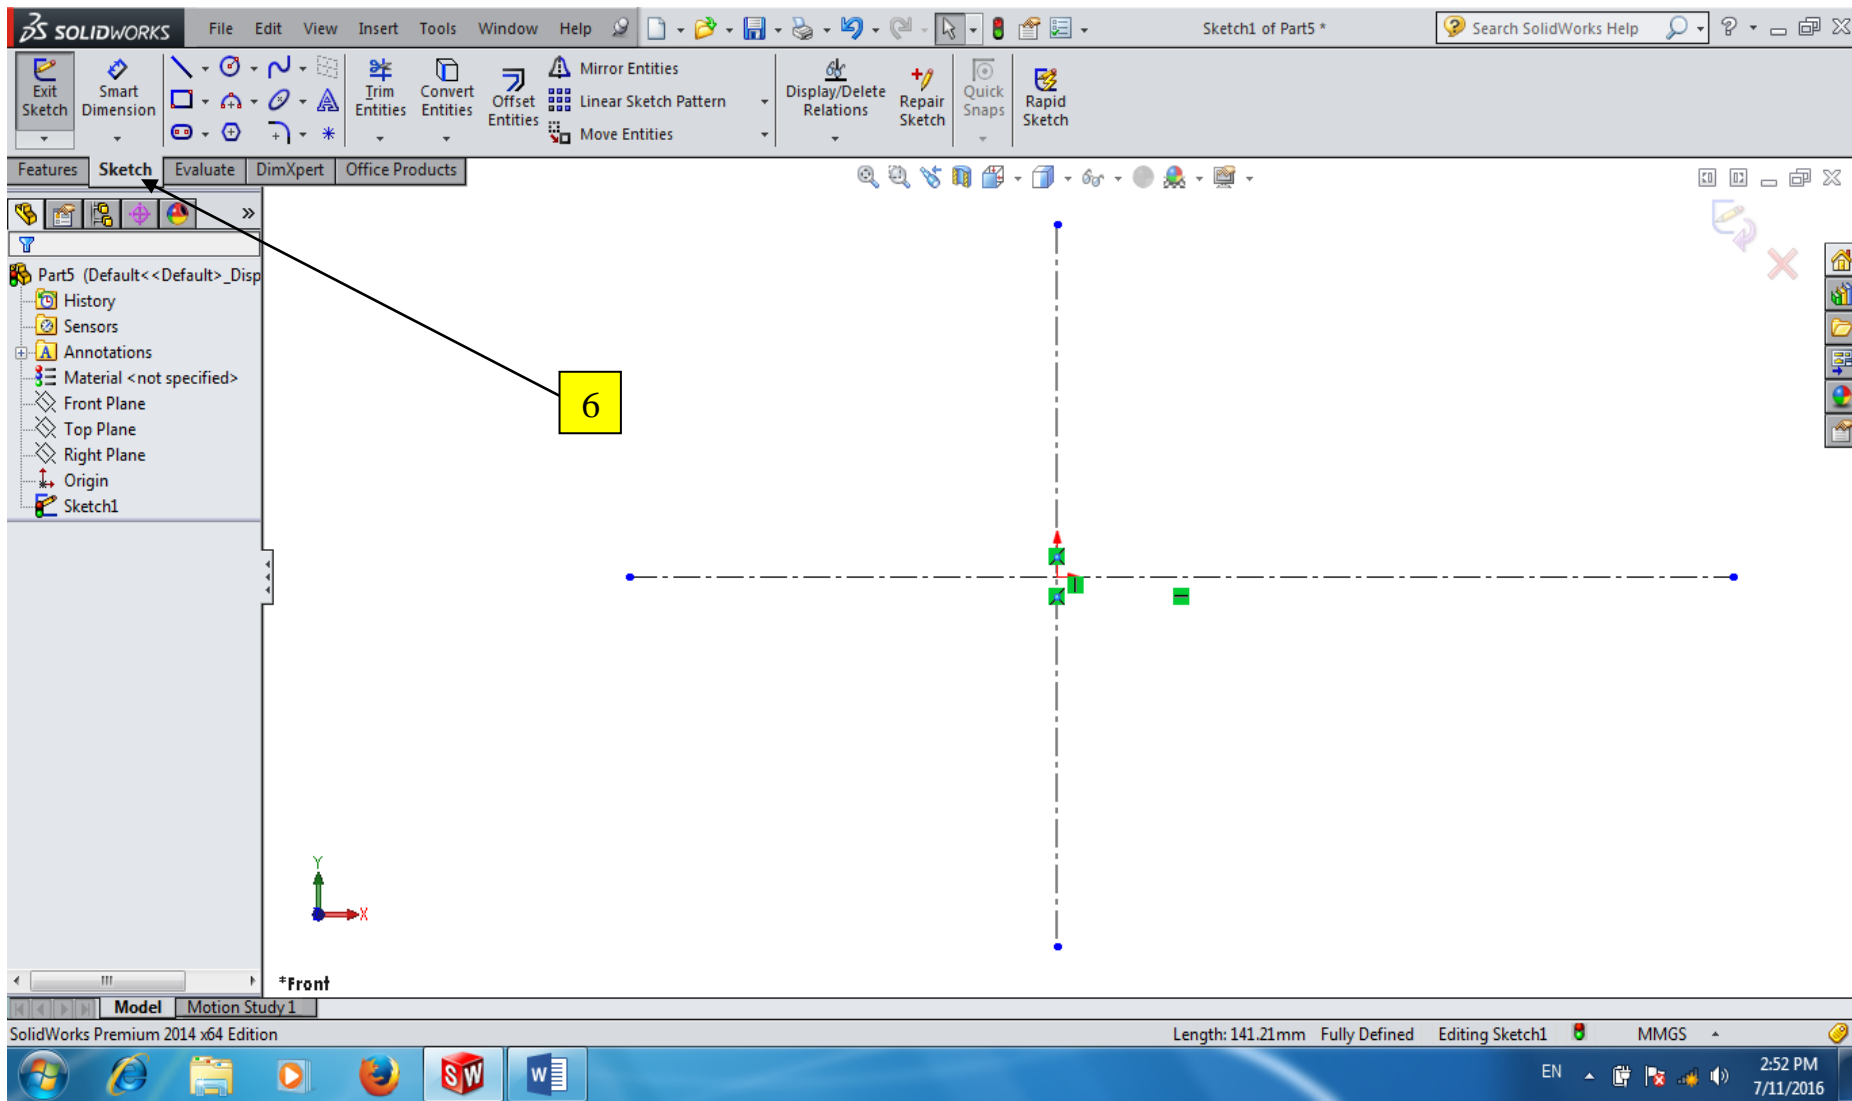 SOLIDWORKS File Edit View Insert Tools Window Help Sketch1 of Part5 * Search SolidWorks Help ?
Exit Sketch
Smart Dimension
Trim Entities
Convert Entities
Offset Entities
Mirror Entities
Linear Sketch Pattern
Move Entities
Display/Delete Relations
Repair Sketch
Quick Snaps
Rapid Sketch
Features Sketch Evaluate DimXpert Office Products
»
Part5 (Default<<Default>_Disp
History
Sensors
A Annotations
Material <not specified>
Front Plane
Top Plane
Right Plane
Origin
Sketch1
6
Y
X
*Front
Model Motion Study 1
SolidWorks Premium 2014 x64 Edition Length: 141.21mm Fully Defined Editing Sketch1 MMGS
SW W EN 2:52 PM
7/11/2016